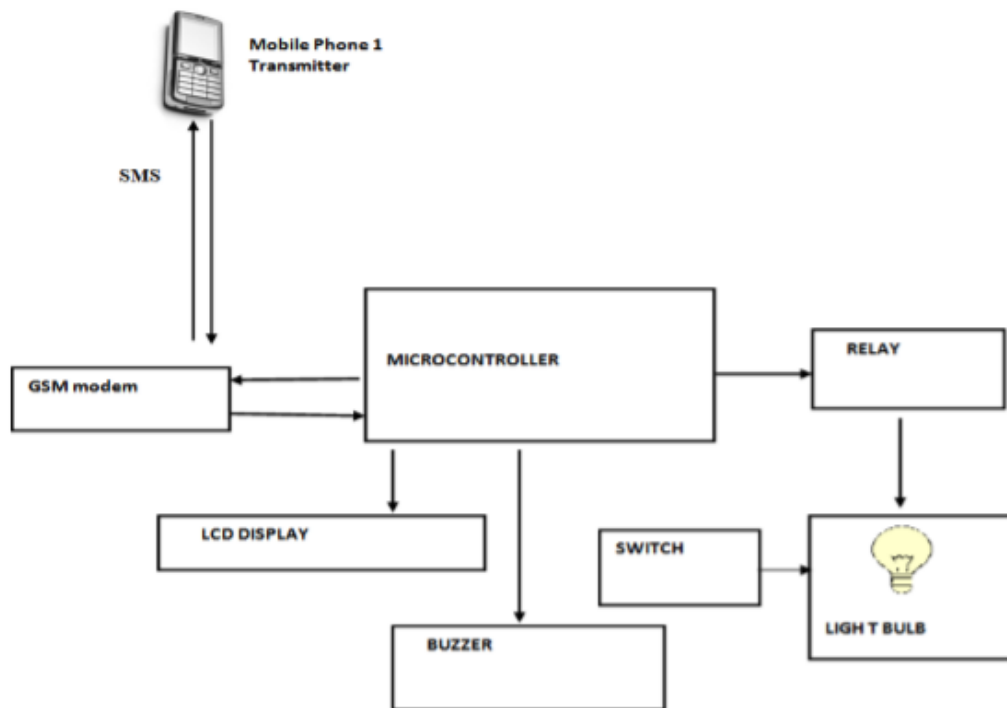 Mobile Phone 1
Transmitter
SMS
MICROCONTROLLER
RELAY
GSM modem
LCD DISPLAY
SWITCH
LIGH T BULB
BUZZER